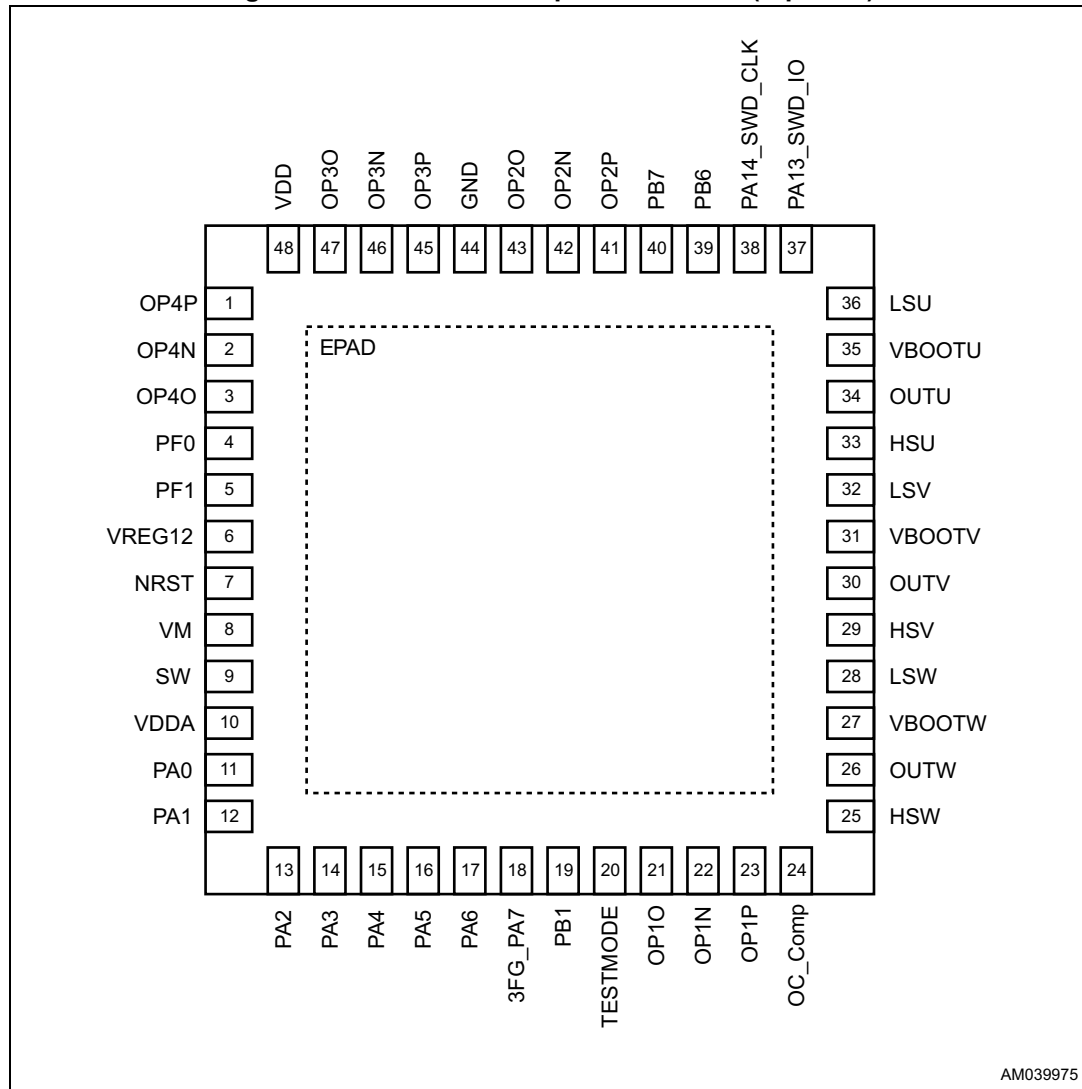 PA14_SWD_CLK
PA13_SWD_IO
VDD
OP3O
OP3N
OP3P
GND
OP2O
OP2N
OP2P
PB7
PB6
48 47 46 45 44 43 42 41 40 39 38 37
OP4P 1 36 LSU
OP4N 2 EPAD 35 VBOOTU
OP4O 3 34 OUTU
PF0 4 33 HSU
PF1 5 32 LSV
VREG12 6 31 VBOOTV
NRST 7 30 OUTV
VM 8 29 HSV
SW 9 28 LSW
VDDA 10 27 VBOOTW
PA0 11 26 OUTW
PA1 12 25 HSW
13 14 15 16 17 18 19 20 21 22 23 24
PA2
PA3
PA4
PA5
PA6
3FG_PA7
PB1
TESTMODE
OP1O
OP1N
OP1P
OC_Comp
AM039975